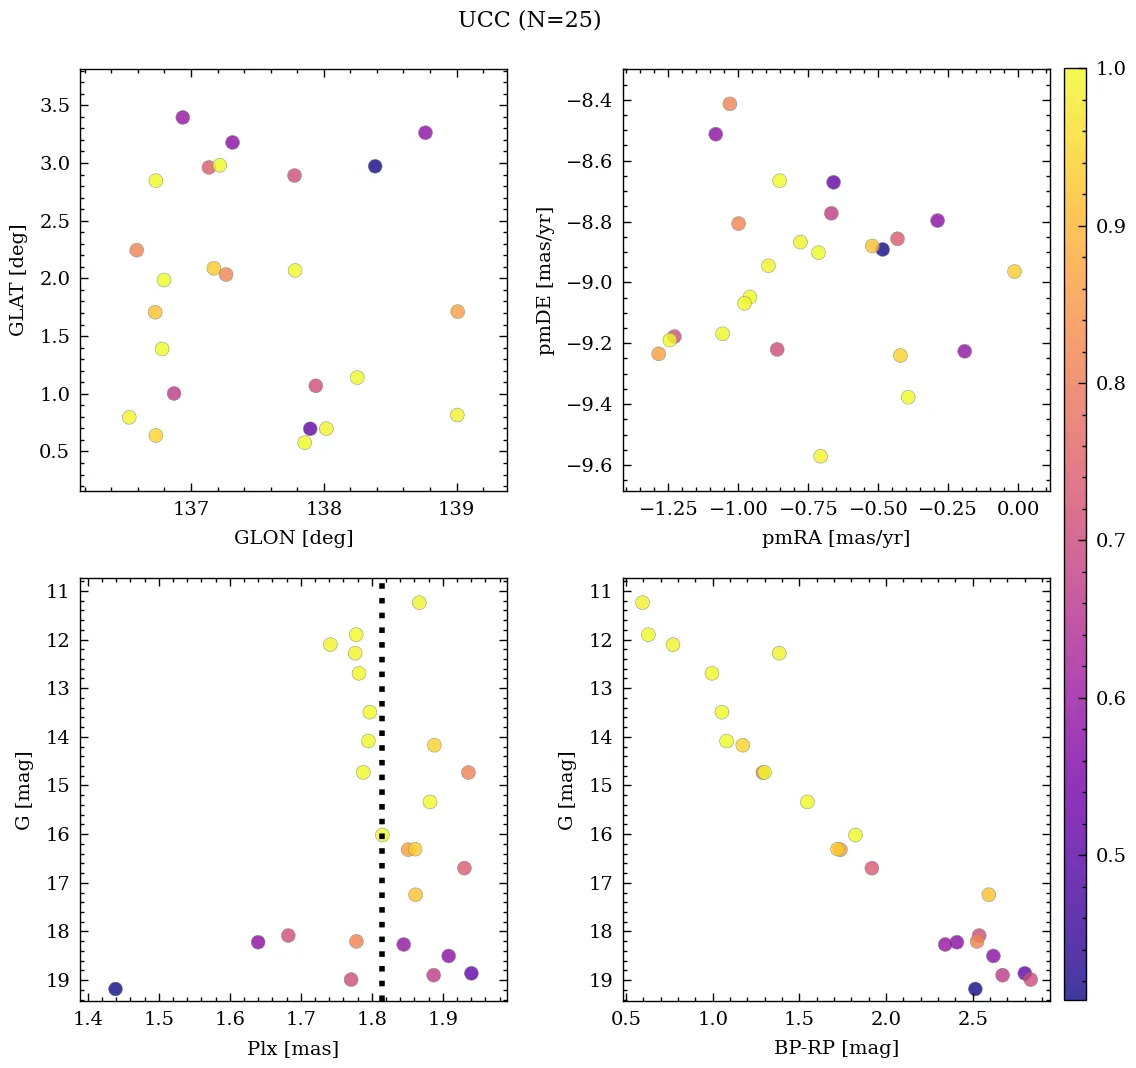 UCC (N=25)
3.5
3.0
2.5
2.0
1.5
1.0
0.5
GLAT [deg]
137 138 139
GLON [deg]
−8.4
−8.6
−8.8
−9.0
−9.2
−9.4
−9.6
pmDE [mas/yr]
−1.25 −1.00 −0.75 −0.50 −0.25 0.00
pmRA [mas/yr]
11
12
13
14
15
16
17
18
19
G [mag]
1.4 1.5 1.6 1.7 1.8 1.9
Plx [mas]
11
12
13
14
15
16
17
18
19
G [mag]
0.5 1.0 1.5 2.0 2.5
BP-RP [mag]
1.0
0.9
0.8
0.7
0.6
0.5